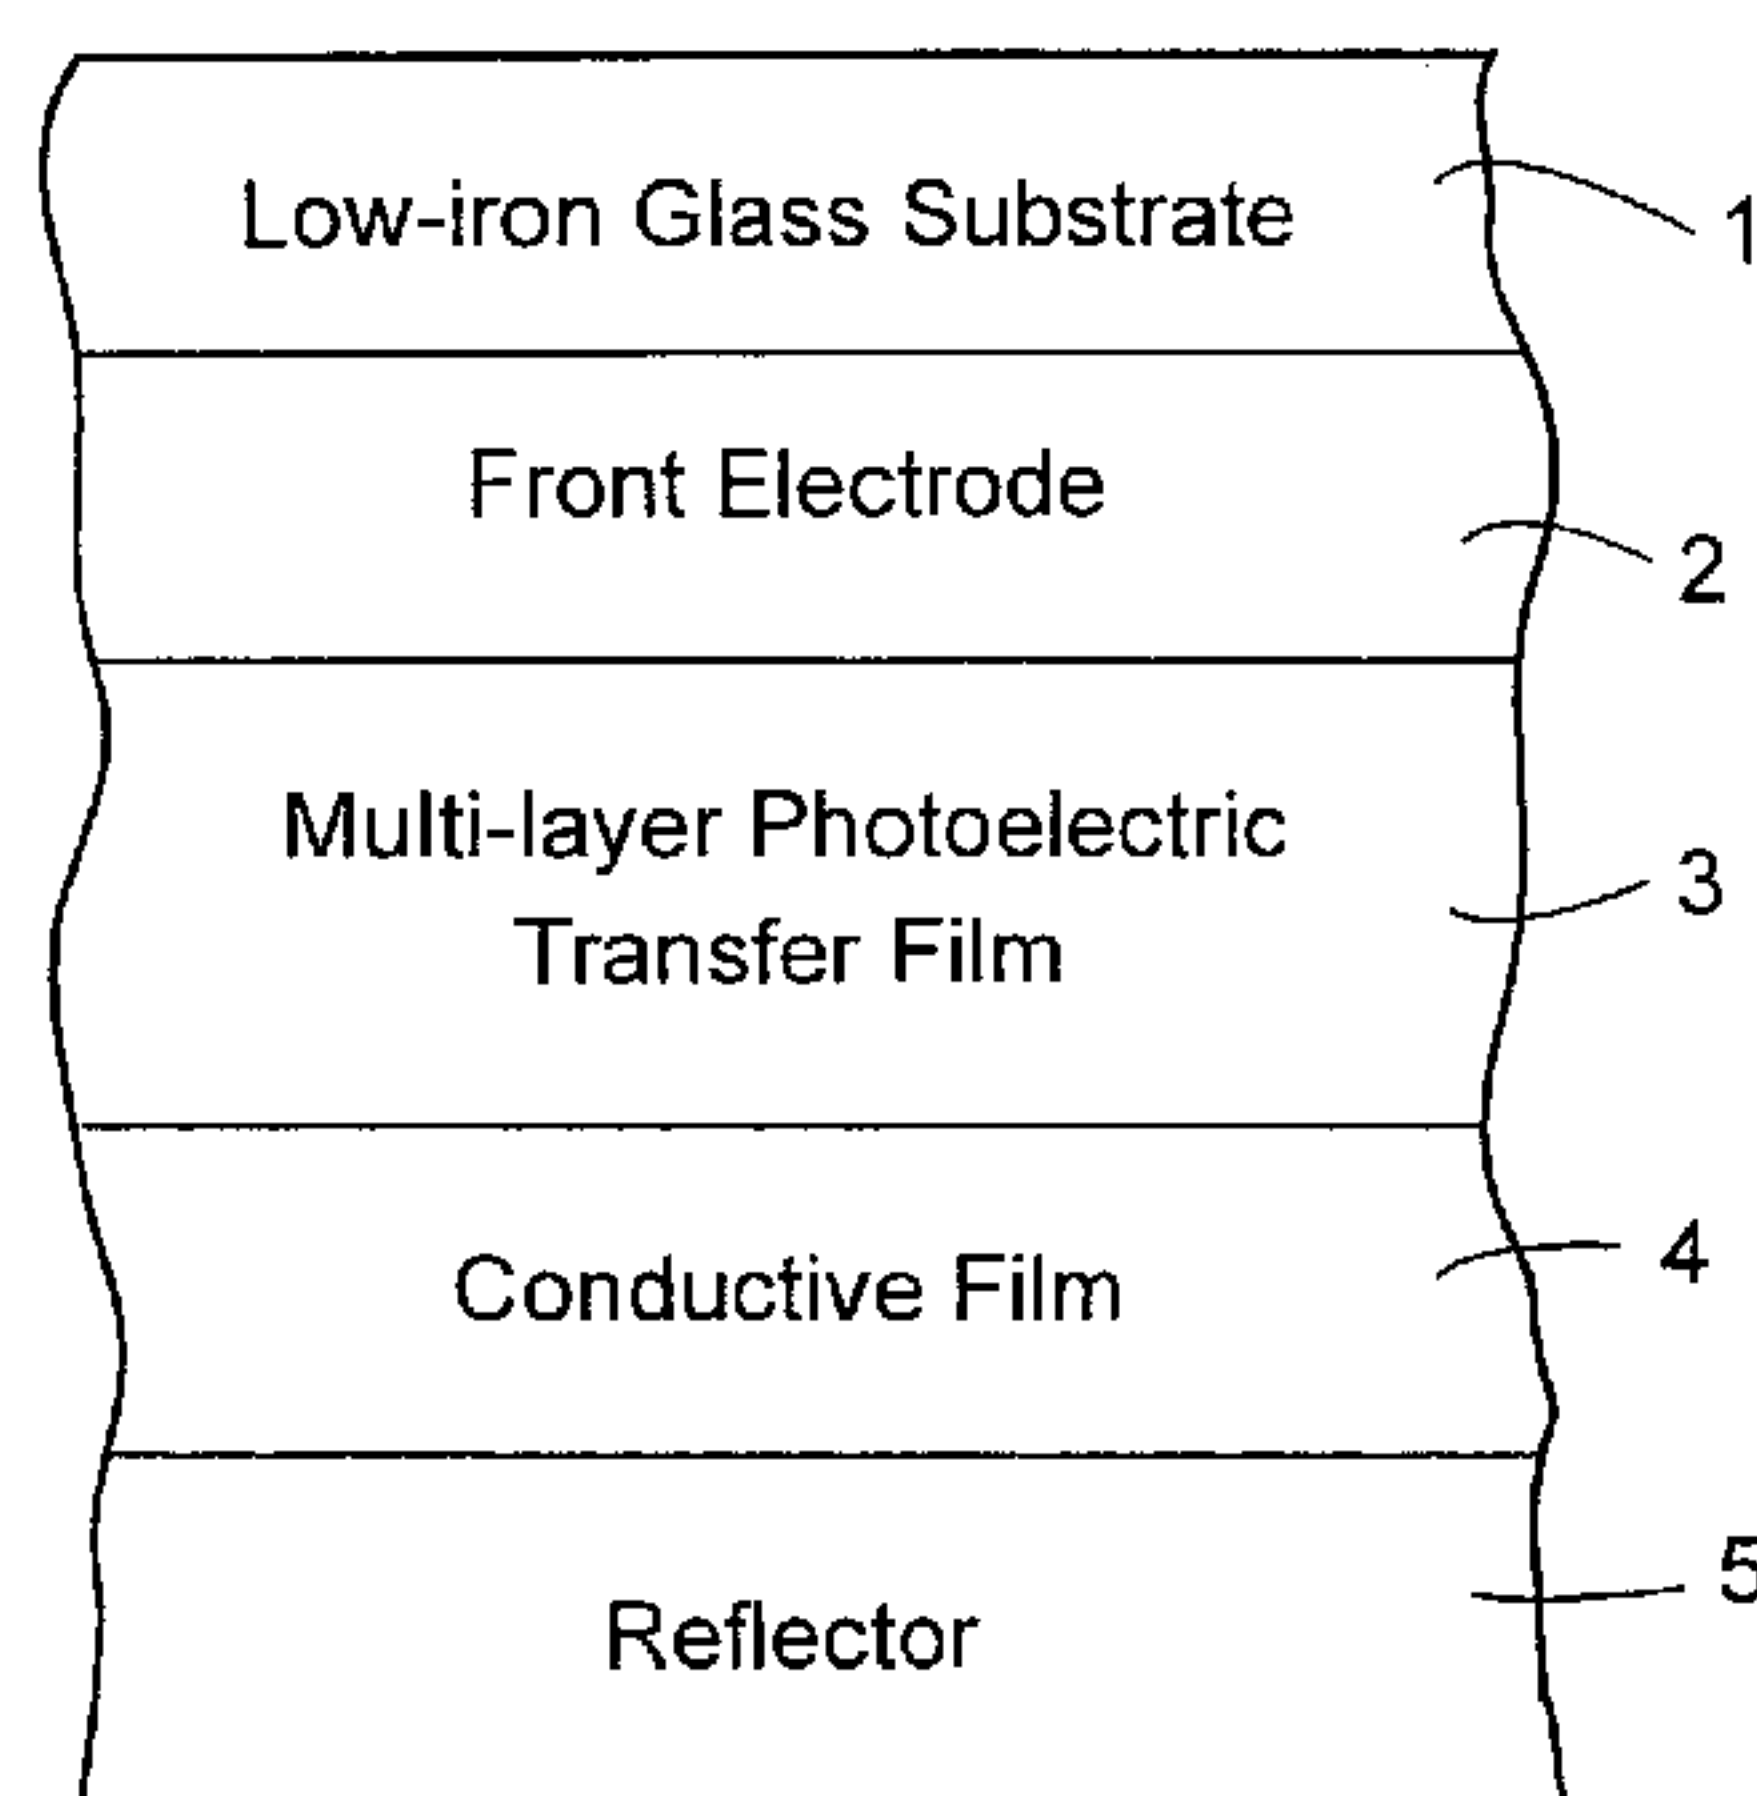 Low-iron Glass Substrate
1
Front Electrode
2
Multi-layer Photoelectric
Transfer Film
3
Conductive Film
4
Reflector
5